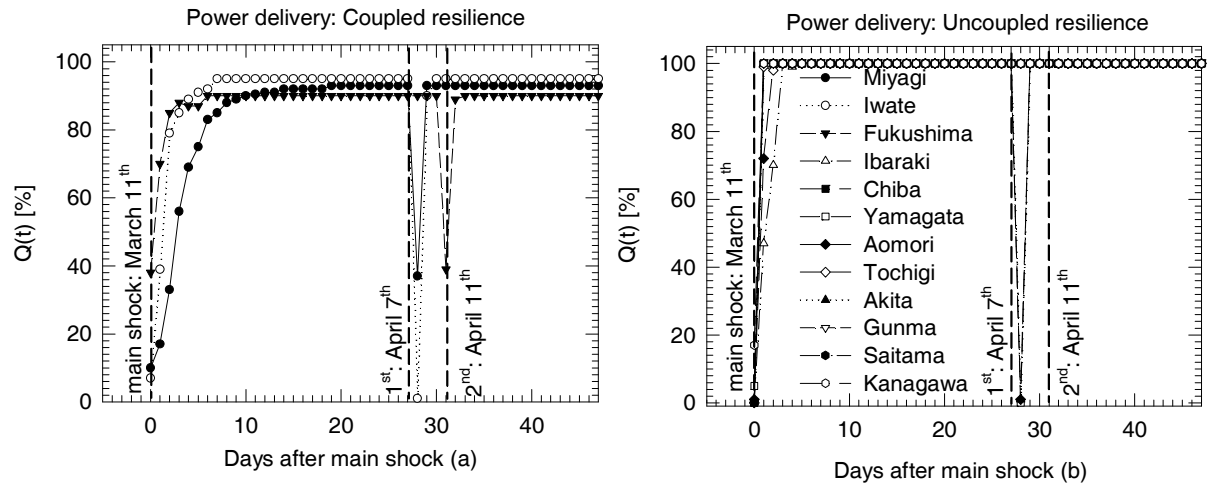 Power delivery: Coupled resilience
Q(t) [%]
100
80
60
40
20
0
main shock: March 11th
1st: April 7th
2nd: April 11th
0 10 20 30 40
Days after main shock (a)
Power delivery: Uncoupled resilience
Q(t) [%]
100
80
60
40
20
0
main shock: March 11th
Miyagi
Iwate
Fukushima
Ibaraki
Chiba
Yamagata
Aomori
Tochigi
Akita
Gunma
Saitama
Kanagawa
1st: April 7th
2nd: April 11th
0 10 20 30 40
Days after main shock (b)